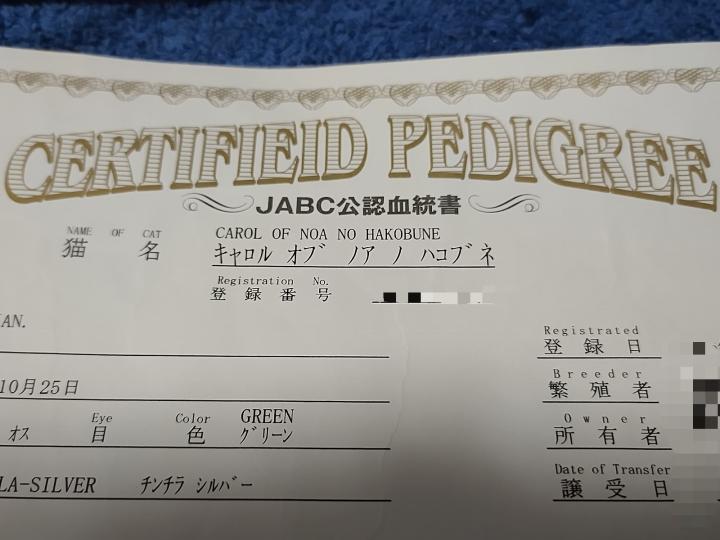 CERTIFIEID PEDIGREE
JABC公認血統書
NAME OF CAT CAROL OF NOA NO HAKOBUNE
猫名 キャロル オブ ノア ノ ハコブネ
Registration No.
登録番号
AN.
Registrated
登録日
10月25日
Breeder
繁殖者
Eye Color GREEN
オス 目色 グリーン
Owner
所有者
LA-SILVER チンチラ シルバー
Date of Transfer
譲受日